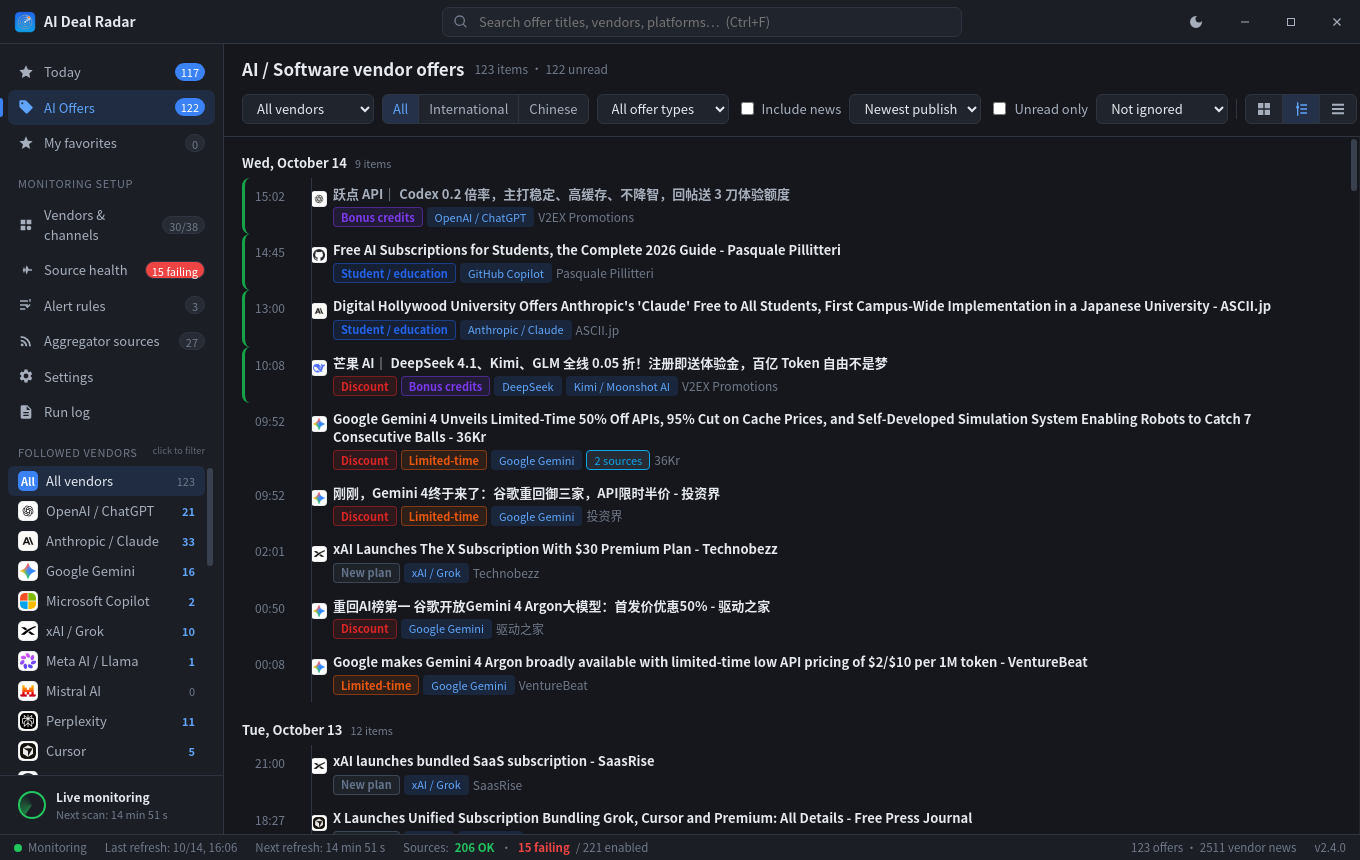 AI Deal Radar
Search offer titles, vendors, platforms… (Ctrl+F)
Today 117
AI Offers 122
My favorites 0
MONITORING SETUP
Vendors & channels 30/38
Source health 15 failing
Alert rules 3
Aggregator sources 27
Settings
Run log
FOLLOWED VENDORS click to filter
All All vendors 123
OpenAI / ChatGPT 21
Anthropic / Claude 33
Google Gemini 16
Microsoft Copilot 2
xAI / Grok 10
Meta AI / Llama 1
Mistral AI 0
Perplexity 11
Cursor 5
Live monitoring
Next scan: 14 min 51 s
AI / Software vendor offers 123 items · 122 unread
All vendors All International Chinese All offer types Include news Newest publish Unread only Not ignored
Wed, October 14 9 items
15:02 跃点 API｜ Codex 0.2 倍率，主打稳定、高缓存、不降智，回帖送 3 刀体验额度
Bonus credits OpenAI / ChatGPT V2EX Promotions
14:45 Free AI Subscriptions for Students, the Complete 2026 Guide - Pasquale Pillitteri
Student / education GitHub Copilot Pasquale Pillitteri
13:00 Digital Hollywood University Offers Anthropic's 'Claude' Free to All Students, First Campus-Wide Implementation in a Japanese University - ASCII.jp
Student / education Anthropic / Claude ASCII.jp
10:08 芒果 AI｜ DeepSeek 4.1、Kimi、GLM 全线 0.05 折！注册即送体验金，百亿 Token 自由不是梦
Discount Bonus credits DeepSeek Kimi / Moonshot AI V2EX Promotions
09:52 Google Gemini 4 Unveils Limited-Time 50% Off APIs, 95% Cut on Cache Prices, and Self-Developed Simulation System Enabling Robots to Catch 7
Consecutive Balls - 36Kr
Discount Limited-time Google Gemini 2 sources 36Kr
09:52 刚刚，Gemini 4终于来了：谷歌重回御三家，API限时半价 - 投资界
Discount Limited-time Google Gemini 投资界
02:01 xAI Launches The X Subscription With $30 Premium Plan - Technobezz
New plan xAI / Grok Technobezz
00:50 重回AI榜第一 谷歌开放Gemini 4 Argon大模型：首发价优惠50% - 驱动之家
Discount Google Gemini 驱动之家
00:08 Google makes Gemini 4 Argon broadly available with limited-time low API pricing of $2/$10 per 1M token - VentureBeat
Limited-time Google Gemini VentureBeat
Tue, October 13 12 items
21:00 xAI launches bundled SaaS subscription - SaasRise
New plan xAI / Grok SaasRise
18:27 X Launches Unified Subscription Bundling Grok, Cursor and Premium: All Details - Free Press Journal
Monitoring Last refresh: 10/14, 16:06 Next refresh: 14 min 51 s Sources: 206 OK · 15 failing / 221 enabled 123 offers · 2511 vendor news v2.4.0